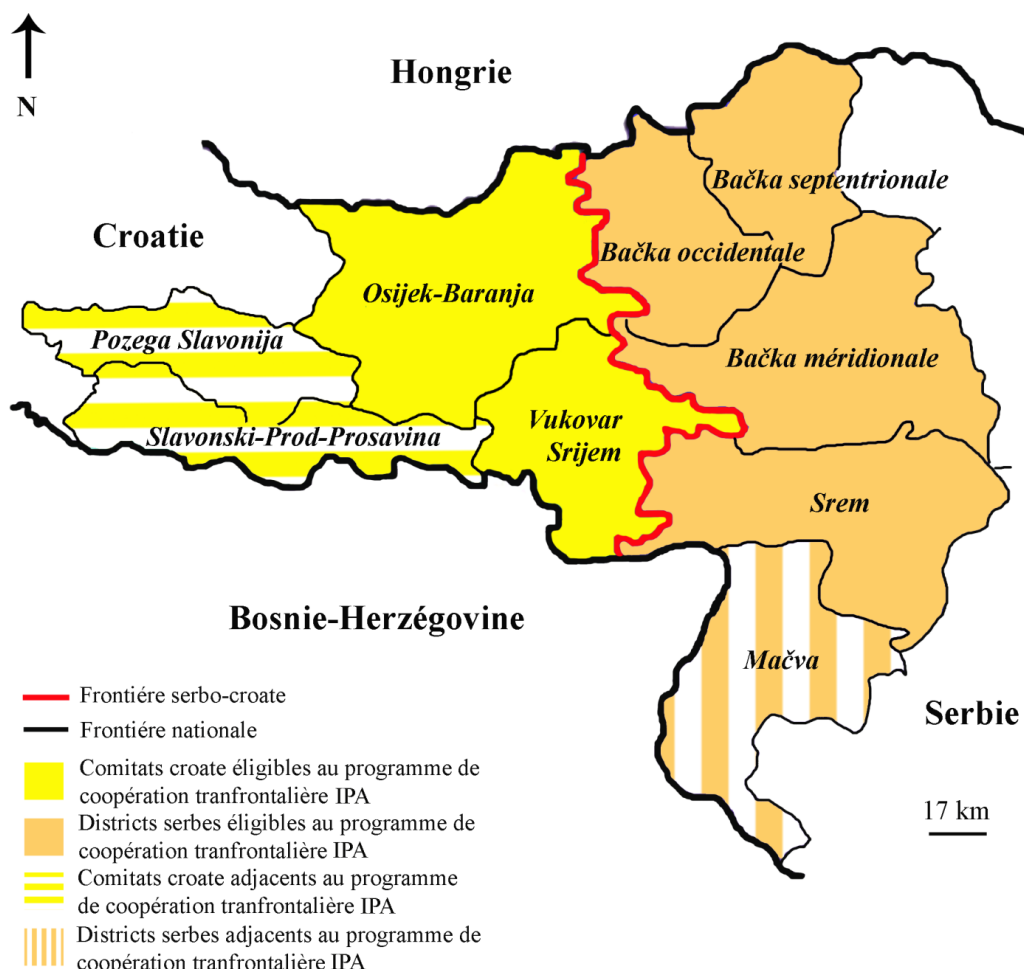 N
Hongrie
Croatie
Bačka septentrionale
Bačka occidentale
Osijek-Baranja
Pozega Slavonija
Bačka méridionale
Vukovar
Srijem
Slavonski-Prod-Prosavina
Srem
Bosnie-Herzégovine
Mačva
Serbie
17 km
Frontiére serbo-croate
Frontiére nationale
Comitats croate éligibles au programme de
coopération tranfrontalière IPA
Districts serbes éligibles au programme de
coopération tranfrontalière IPA
Comitats croate adjacents au programme
de coopération tranfrontalière IPA
Districts serbes adjacents au programme de
coopération tranfrontalière IPA